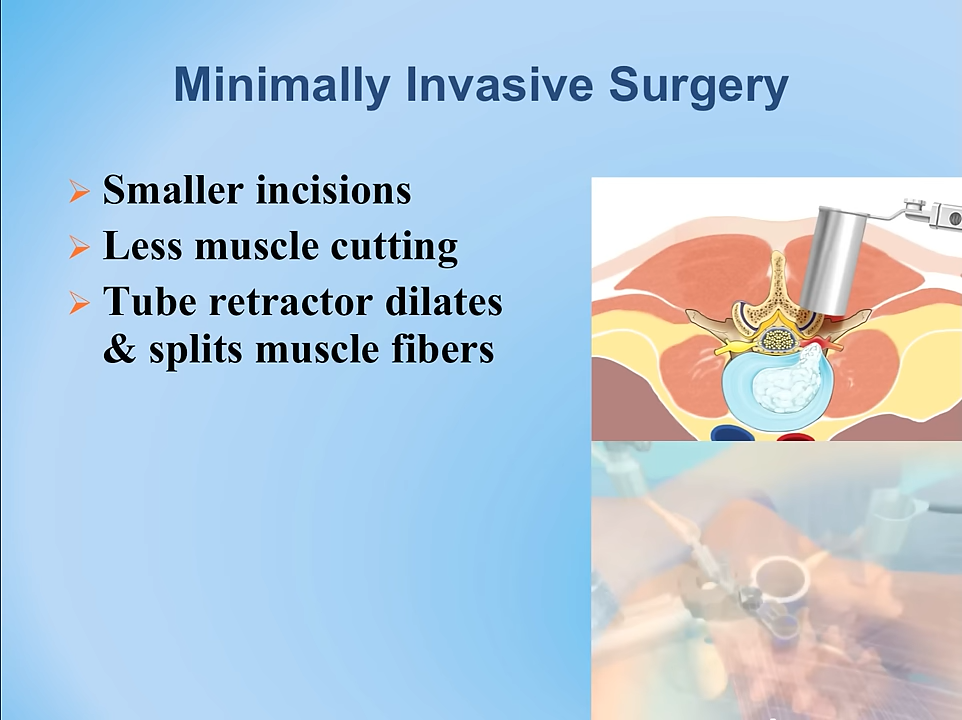 Minimally Invasive Surgery
Smaller incisions
Less muscle cutting
Tube retractor dilates
& splits muscle fibers